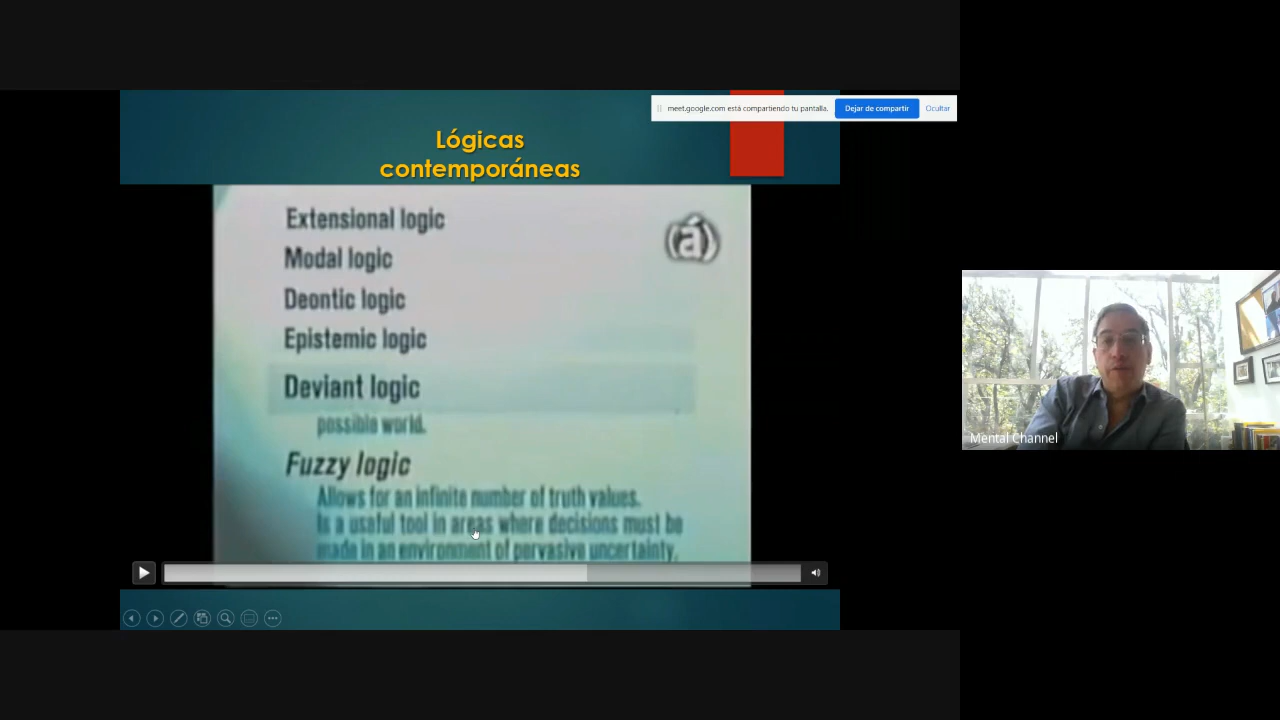 meet.google.com está compartiendo tu pantalla.
Dejar de compartir
Ocultar
Lógicas
contemporáneas
Extensional logic
(á)
Modal logic
Deontic logic
Epistemic logic
Deviant logic
possible world.
Fuzzy logic
Allows for an infinite number of truth values.
Is a useful tool in areas where decisions must be
made in an environment of pervasive uncertainty.
Mental Channel